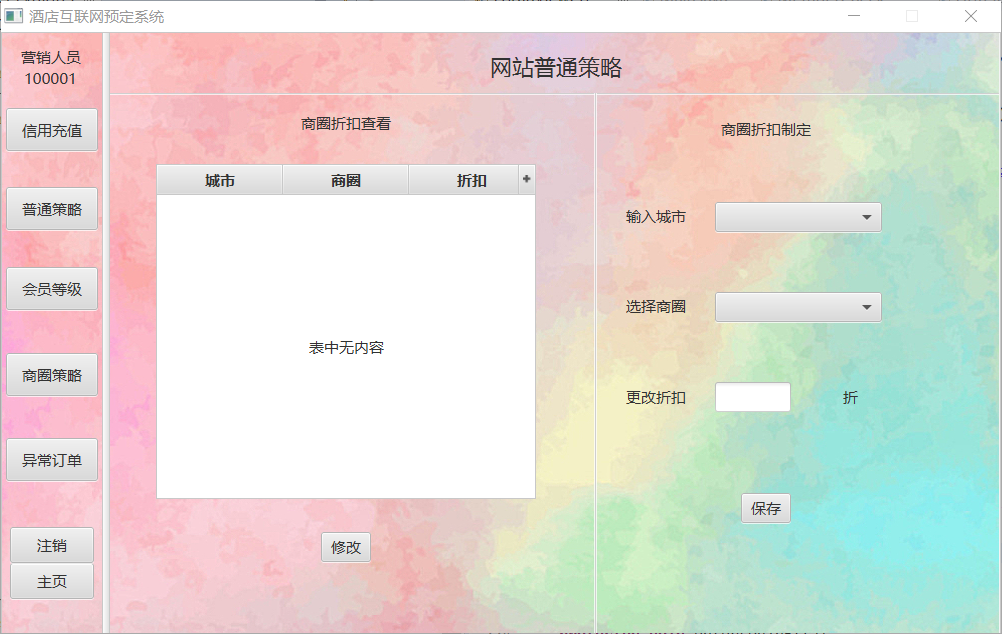 酒店互联网预定系统
营销人员
100001
信用充值
普通策略
会员等级
商圈策略
异常订单
注销
主页
网站普通策略
商圈折扣查看
城市 商圈 折扣 +
表中无内容
修改
商圈折扣制定
输入城市
选择商圈
更改折扣 折
保存